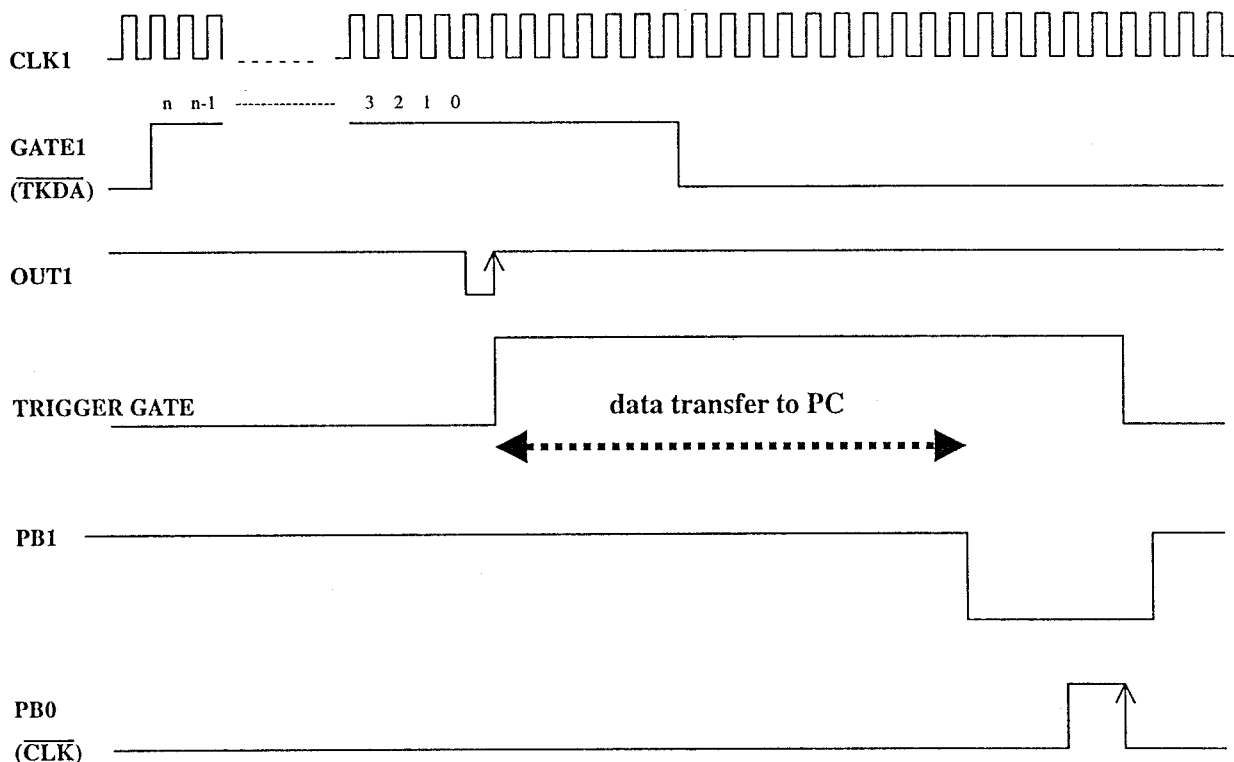 CLK1
n n-1 3 2 1 0
GATE1
(TKDA)
OUT1
TRIGGER GATE
data transfer to PC
PB1
PB0
(CLK)